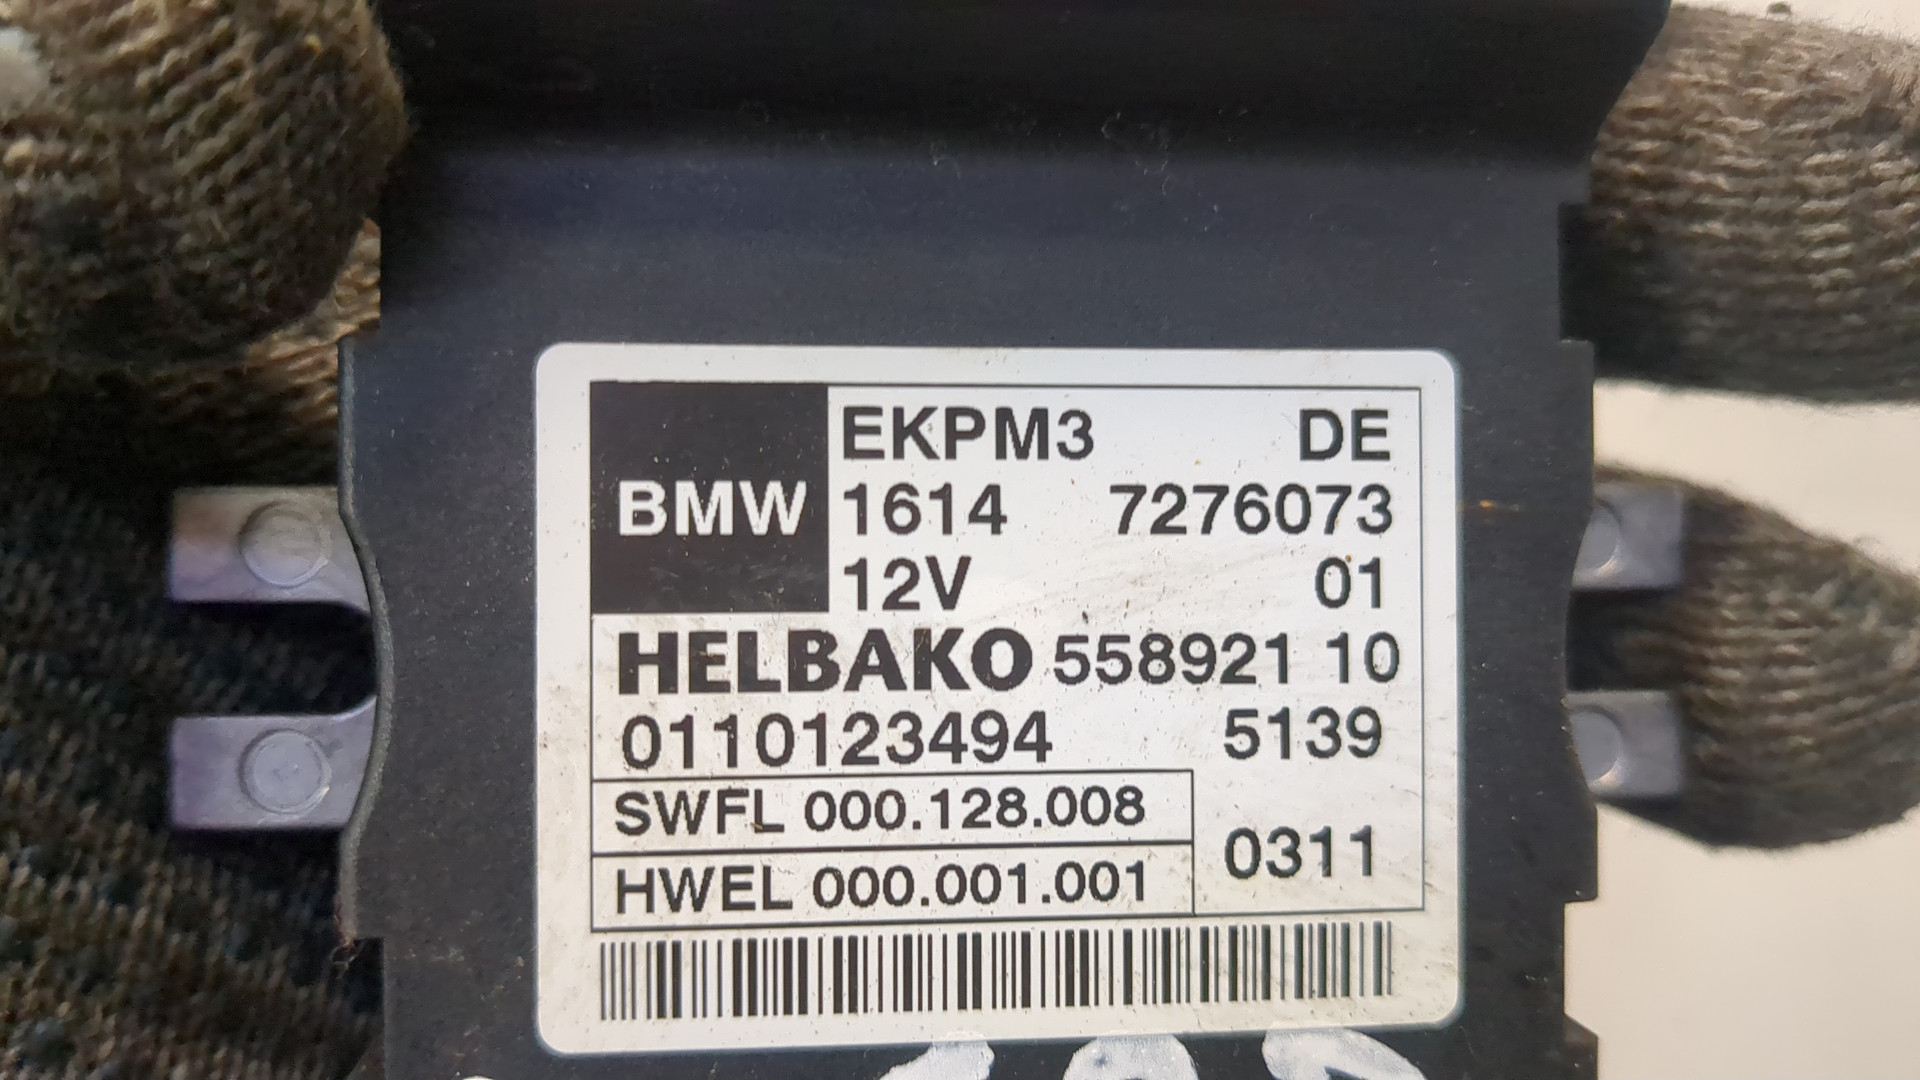 EKPM3 DE
BMW 1614 7276073
12V 01
HELBAKO 558921 10
0110123494 5139
SWFL 000.128.008
0311
HWEL 000.001.001